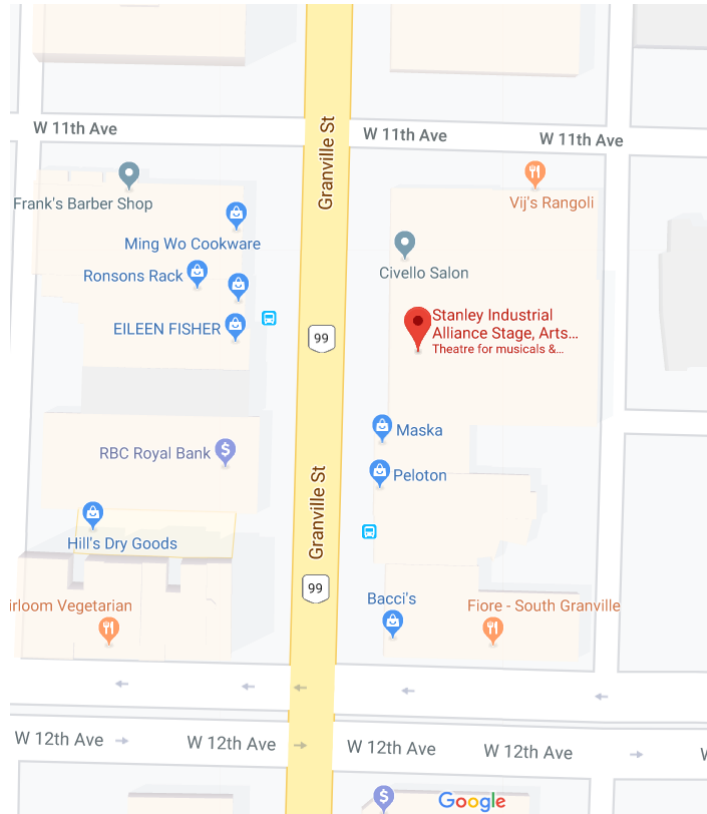 W 11th Ave
W 11th Ave
W 11th Ave
Granville St
Frank's Barber Shop
Vij's Rangoli
Ming Wo Cookware
Ronsons Rack
Civello Salon
EILEEN FISHER
Stanley Industrial
Alliance Stage, Arts...
Theatre for musicals &...
99
Maska
RBC Royal Bank
$
Peloton
Granville St
Hill's Dry Goods
99
irloom Vegetarian
Bacci's
Fiore - South Granville
W 12th Ave
W 12th Ave
W 12th Ave
W 12th Ave
W
$
Google